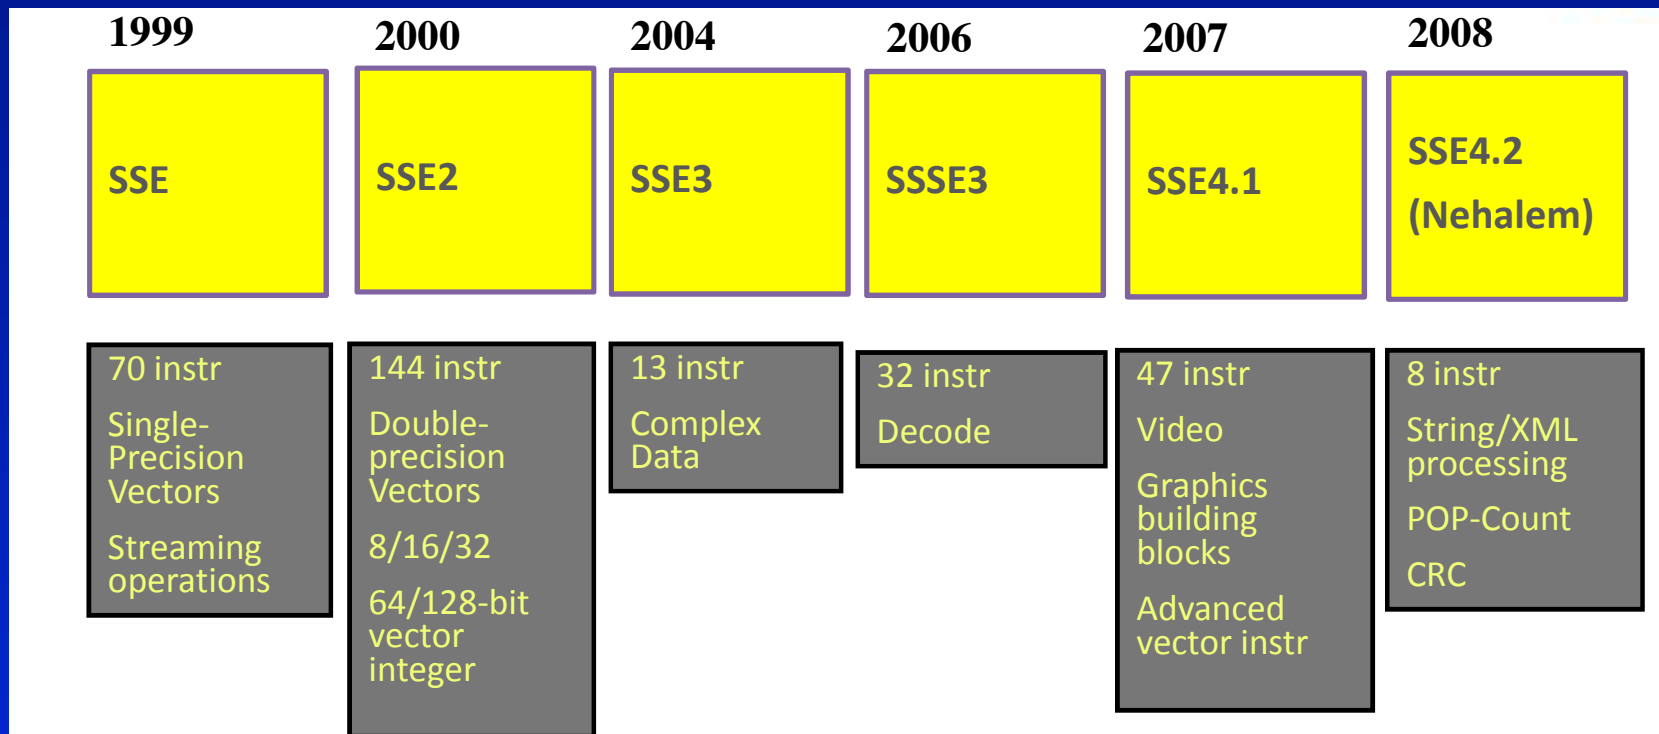 1999
2000
2004
2006
2007
2008
SSE
SSE2
SSE3
SSSE3
SSE4.1
SSE4.2
(Nehalem)
70 instr
Single-
Precision
Vectors
Streaming
operations
144 instr
Double-
precision
Vectors
8/16/32
64/128-bit
vector
integer
13 instr
Complex
Data
32 instr
Decode
47 instr
Video
Graphics
building
blocks
Advanced
vector instr
8 instr
String/XML
processing
POP-Count
CRC